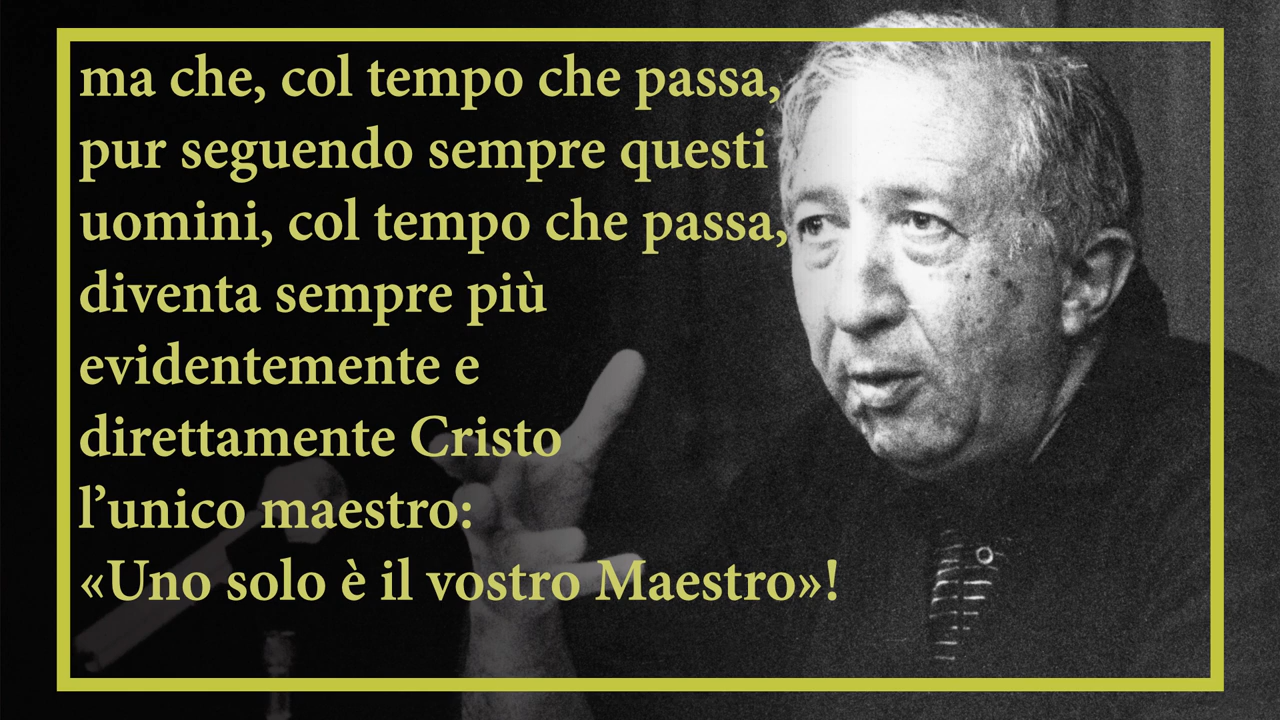 ma che, col tempo che passa,
pur seguendo sempre questi
uomini, col tempo che passa,
diventa sempre più
evidentemente e
direttamente Cristo
l’unico maestro:
«Uno solo è il vostro Maestro»!